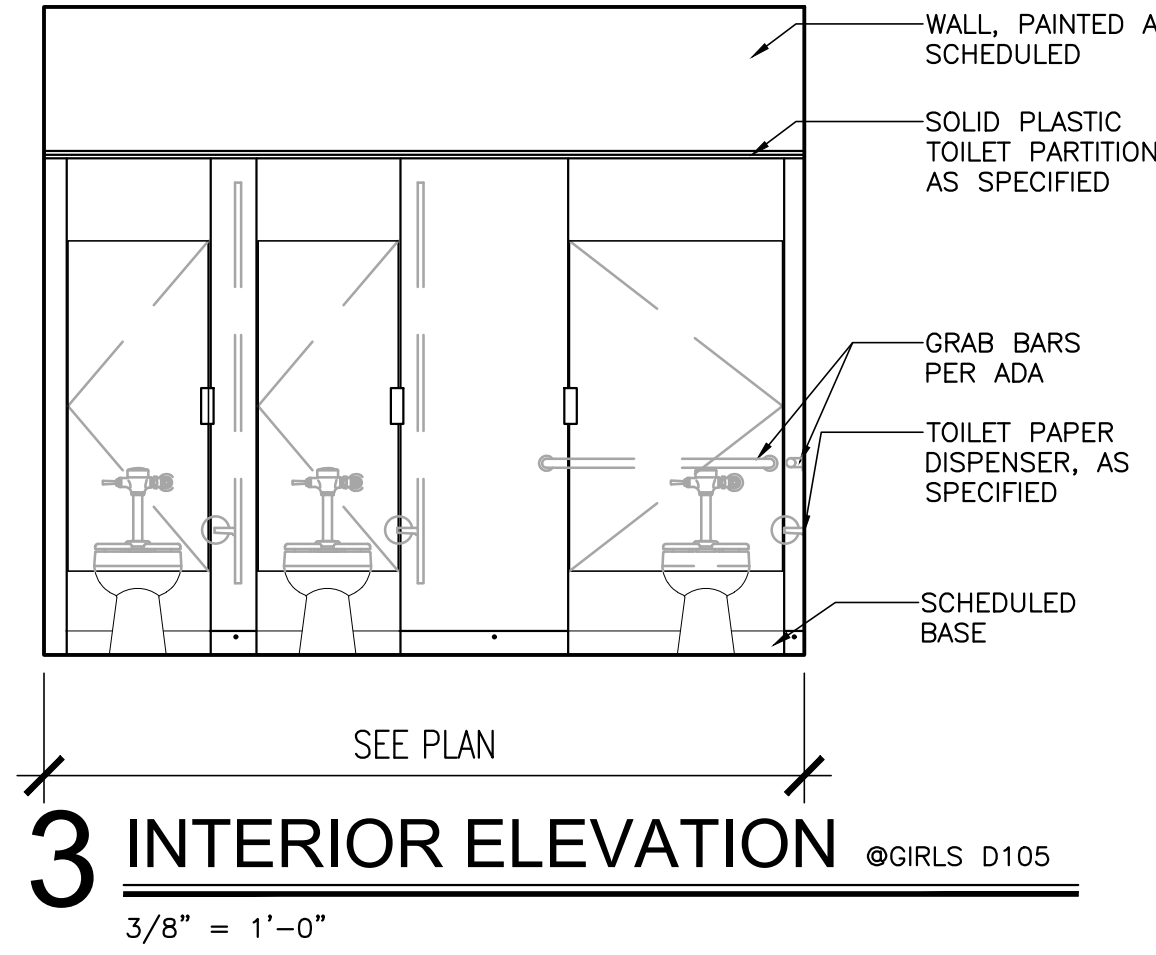 WALL, PAINTED A
SCHEDULED
SOLID PLASTIC
TOILET PARTITION
AS SPECIFIED
GRAB BARS
PER ADA
TOILET PAPER
DISPENSER, AS
SPECIFIED
SCHEDULED
BASE
SEE PLAN
3 INTERIOR ELEVATION @GIRLS D105
3/8" = 1'-0"